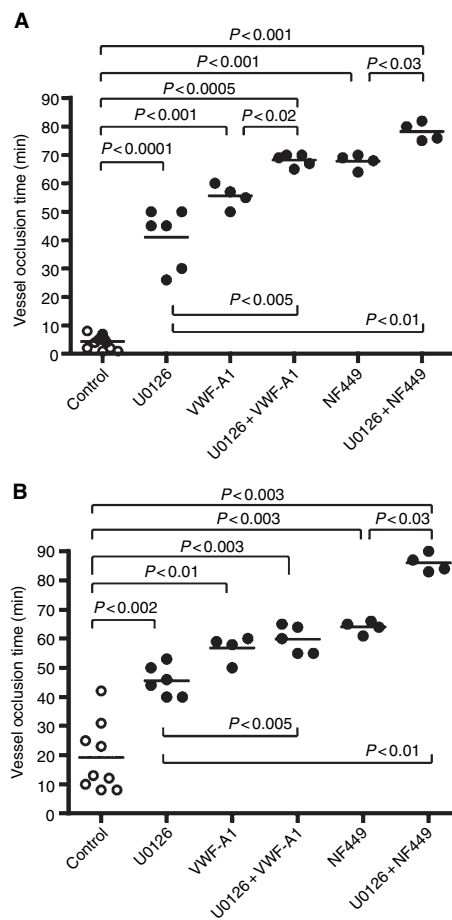 A
P<0.001
P<0.001
P<0.03
P<0.0005
P<0.001
P<0.02
P<0.0001
Vessel occlusion time (min)
90
80
70
60
50
40
30
20
10
0
P<0.005
P<0.01
Control
U0126
VWF-A1
U0126+VWF-A1
NF449
U0126+NF449
B
P<0.003
P<0.003
P<0.03
P<0.003
P<0.01
P<0.002
Vessel occlusion time (min)
90
80
70
60
50
40
30
20
10
0
P<0.005
P<0.01
Control
U0126
VWF-A1
U0126+VWF-A1
NF449
U0126+NF449